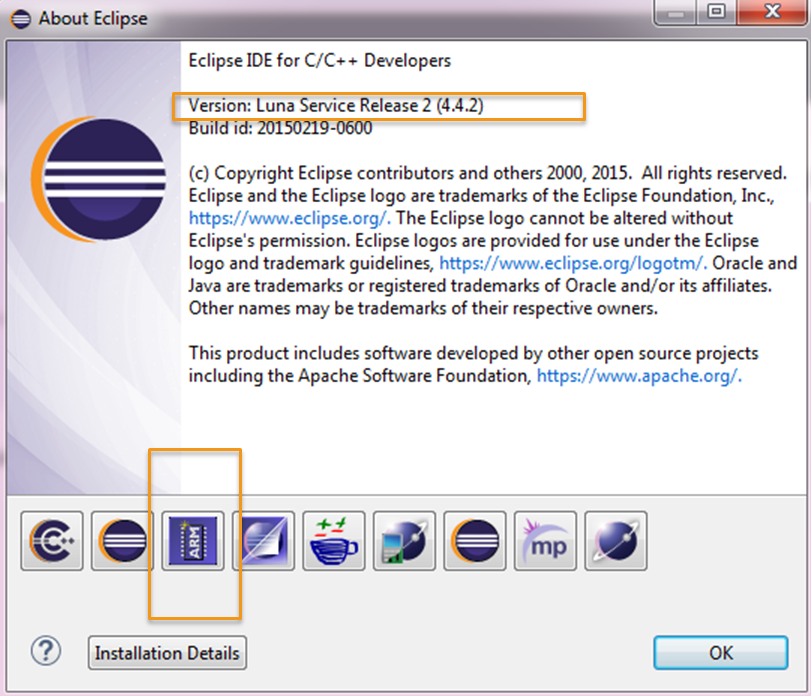 About Eclipse
Eclipse IDE for C/C++ Developers
Version: Luna Service Release 2 (4.4.2)
Build id: 20150219-0600
(c) Copyright Eclipse contributors and others 2000, 2015.  All rights reserved.
Eclipse and the Eclipse logo are trademarks of the Eclipse Foundation, Inc.,
https://www.eclipse.org/. The Eclipse logo cannot be altered without
Eclipse's permission. Eclipse logos are provided for use under the Eclipse
logo and trademark guidelines, https://www.eclipse.org/logotm/. Oracle and
Java are trademarks or registered trademarks of Oracle and/or its affiliates.
Other names may be trademarks of their respective owners.
This product includes software developed by other open source projects
including the Apache Software Foundation, https://www.apache.org/.
C++ ARM ++ mp
? Installation Details OK